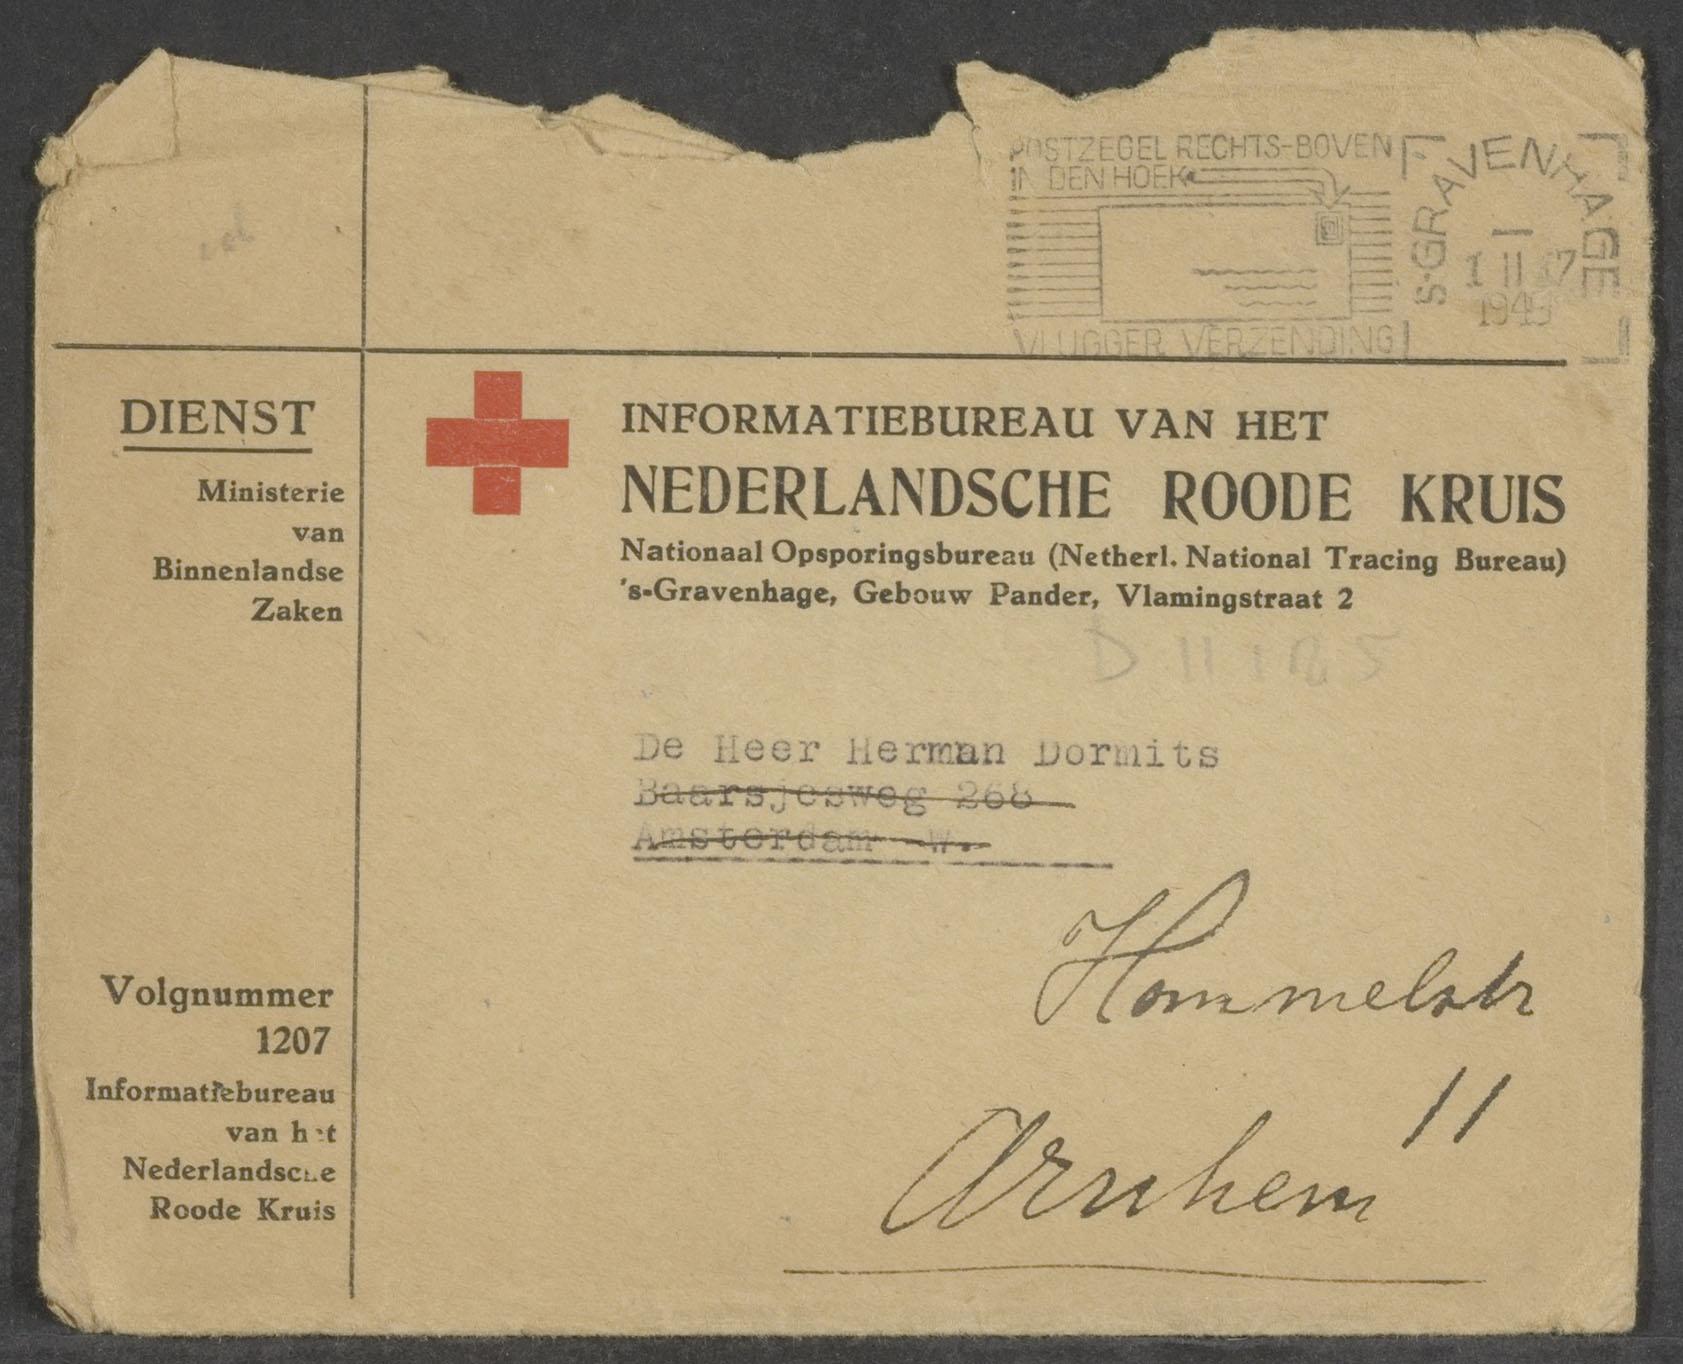 POSTZEGEL RECHTS-BOVEN
IN DEN HOEK
VLUGGER VERZENDING
S-GRAVENHAGE
1 II 17
1949
DIENST
Ministerie
van
Binnenlandse
Zaken
INFORMATIEBUREAU VAN HET
NEDERLANDSCHE ROODE KRUIS
Nationaal Opsporingsbureau (Netherl. National Tracing Bureau)
's-Gravenhage, Gebouw Pander, Vlamingstraat 2
De Heer Herman Dormits
Baarsjesweg 268
Amsterdam -W.
Hommelstr
11
Arnhem
Volgnummer
1207
Informatiebureau
van het
Nederlandsche
Roode Kruis